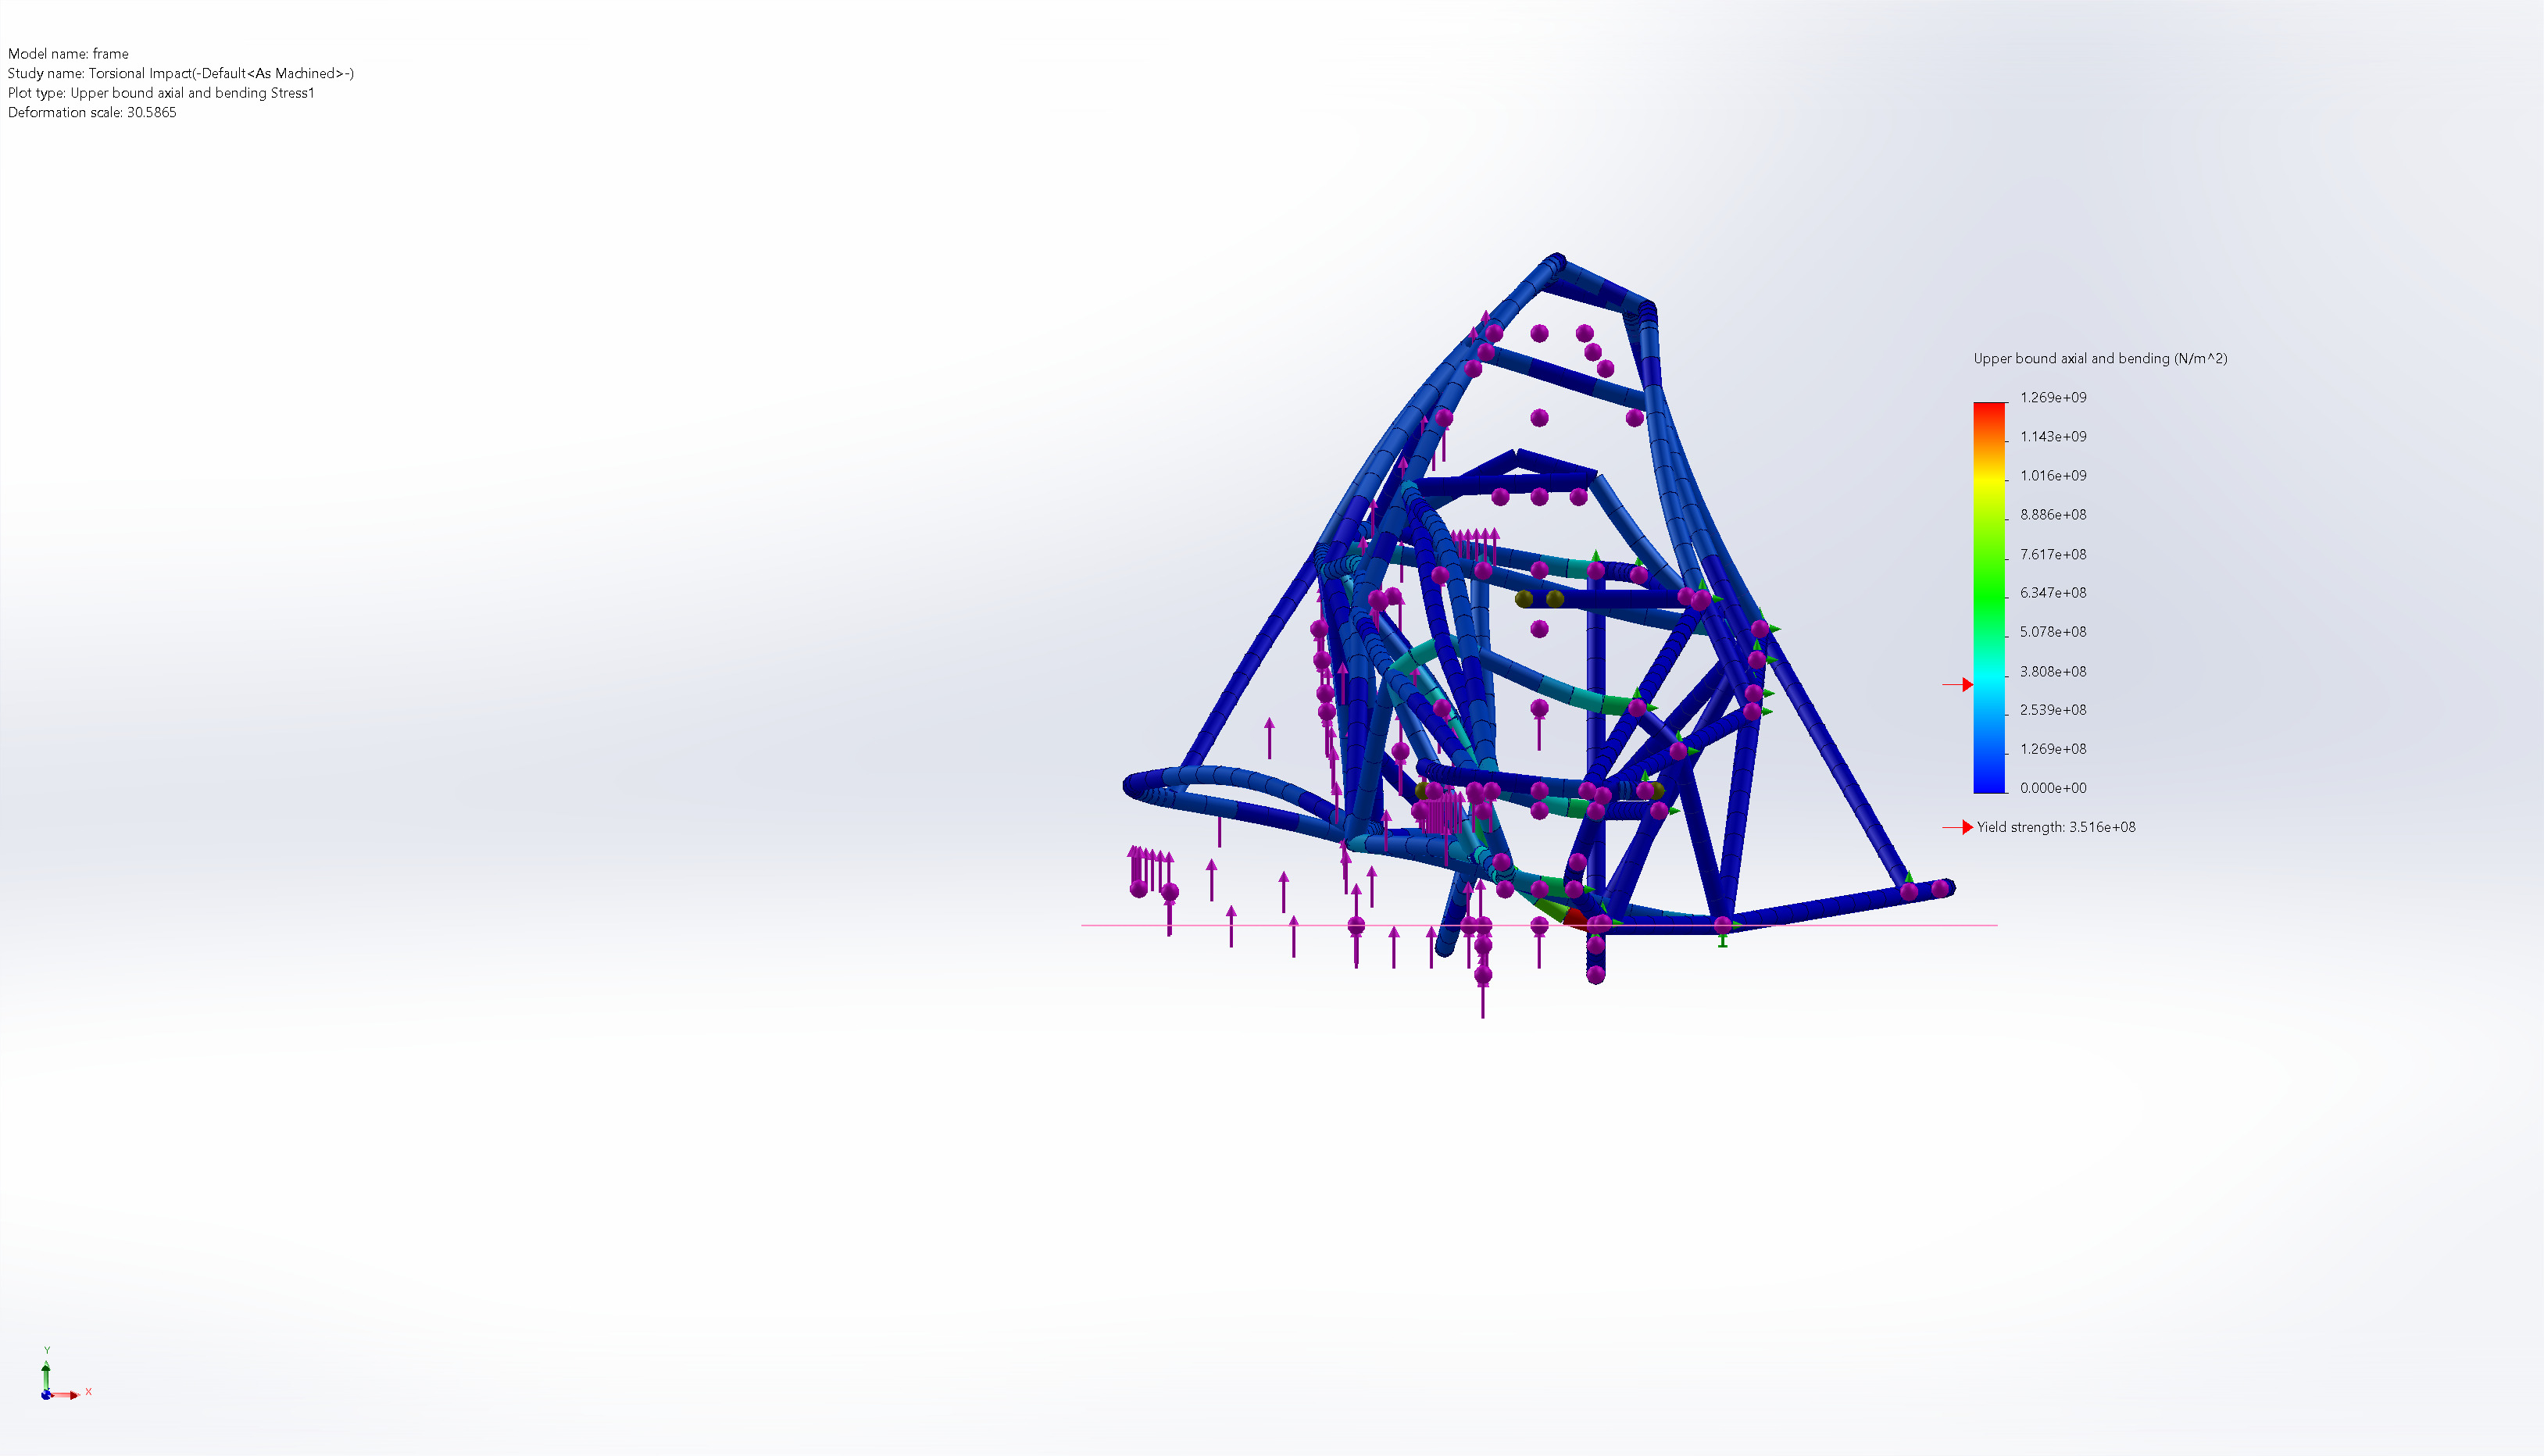 Model name: frame
Study name: Torsional Impact(-Default<As Machined>-)
Plot type: Upper bound axial and bending Stress1
Deformation scale: 30.5865
Upper bound axial and bending (N/m^2)
1.269e+09
1.143e+09
1.016e+09
8.886e+08
7.617e+08
6.347e+08
5.078e+08
3.808e+08
2.539e+08
1.269e+08
0.000e+00
Yield strength: 3.516e+08
Y
X